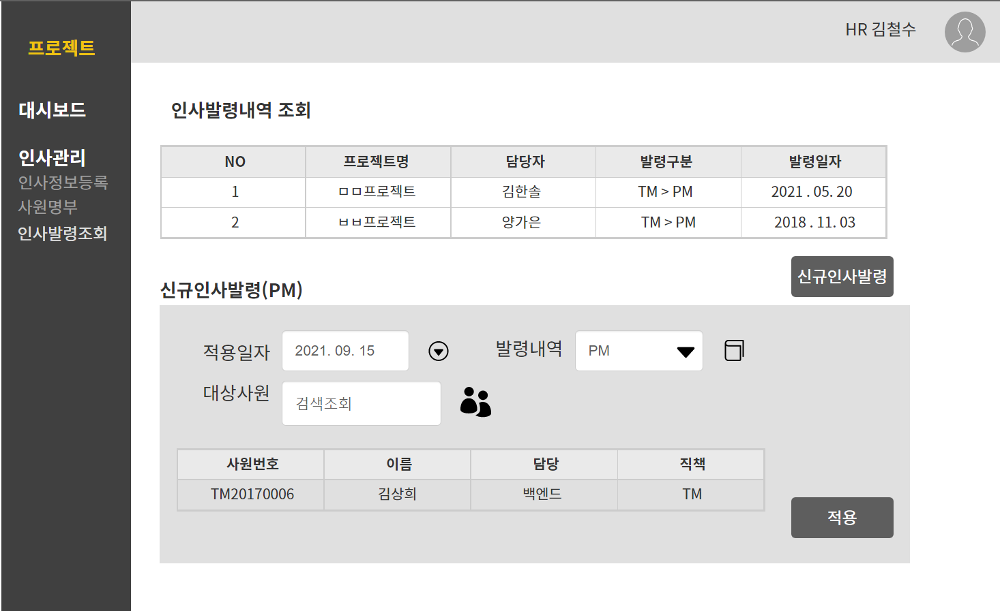 HR 김철수
프로젝트
대시보드
인사관리
인사정보등록
사원명부
인사발령조회
인사발령내역 조회
NO 프로젝트명 담당자 발령구분 발령일자
1 ㅁㅁ프로젝트 김한솔 TM > PM 2021 . 05. 20
2 ㅂㅂ프로젝트 양가은 TM > PM 2018 . 11. 03
신규인사발령
신규인사발령(PM)
적용일자 2021. 09. 15 발령내역 PM
대상사원 검색조회
사원번호 이름 담당 직책
TM20170006 김상희 백엔드 TM
적용